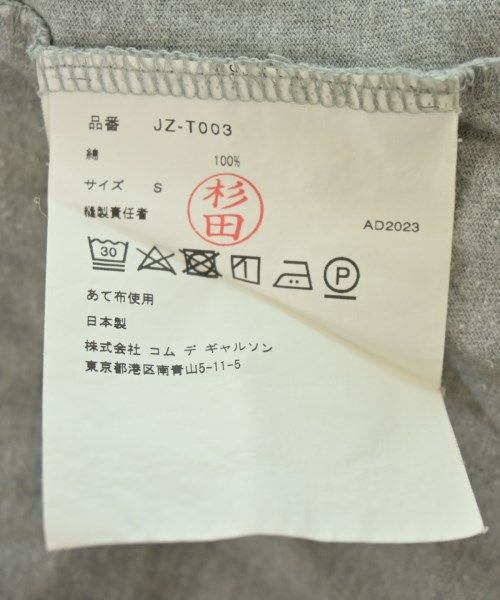 品番 JZ-T003
綿 100%
サイズ S
縫製責任者 杉田 AD2023
30 P
あて布使用
日本製
株式会社 コム デ ギャルソン
東京都港区南青山5-11-5